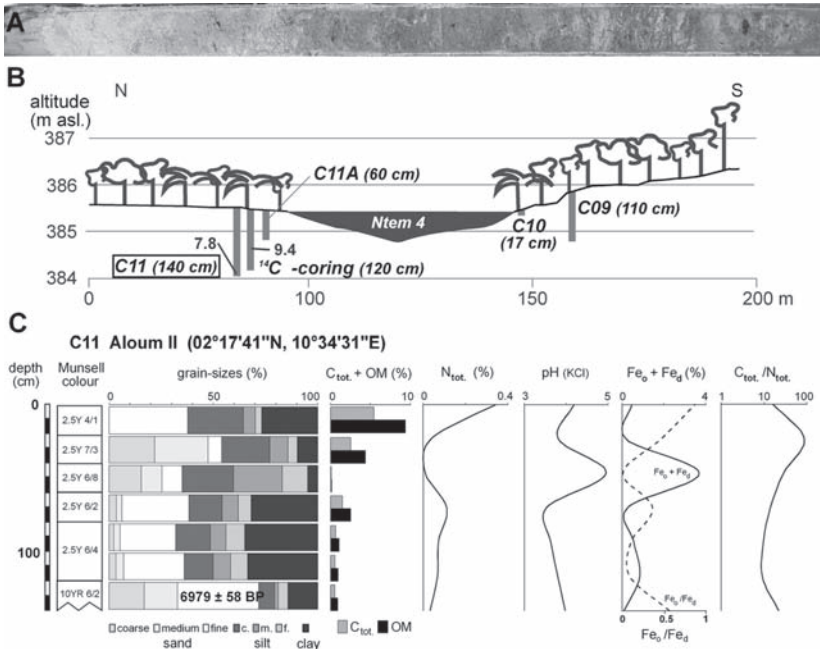 A
B
altitude
(m asl.)
N
S
387
386
385
384
C11A (60 cm)
Ntem 4
C10
(17 cm)
C09 (110 cm)
7.8
9.4
C11 (140 cm)
14C -coring (120 cm)
0
100
150
200 m
C
C11 Aloum II (02°17'41"N, 10°34'31"E)
depth
(cm)
Munsell
colour
grain-sizes (%)
Ctot. + OM (%)
Ntot. (%)
pH (KCl)
Feo + Fed (%)
Ctot. /Ntot.
0
100
0
10
0
0.4
3
5
0
4
1
10
100
0
100
2.5Y 4/1
2.5Y 7/3
2.5Y 6/8
2.5Y 6/2
2.5Y 6/4
10YR 6/2
6979 ± 58 BP
Feo + Fed
Feo /Fed
0
0.5
1
Feo /Fed
coarse medium fine c. m. f.
sand silt clay
Ctot. OM